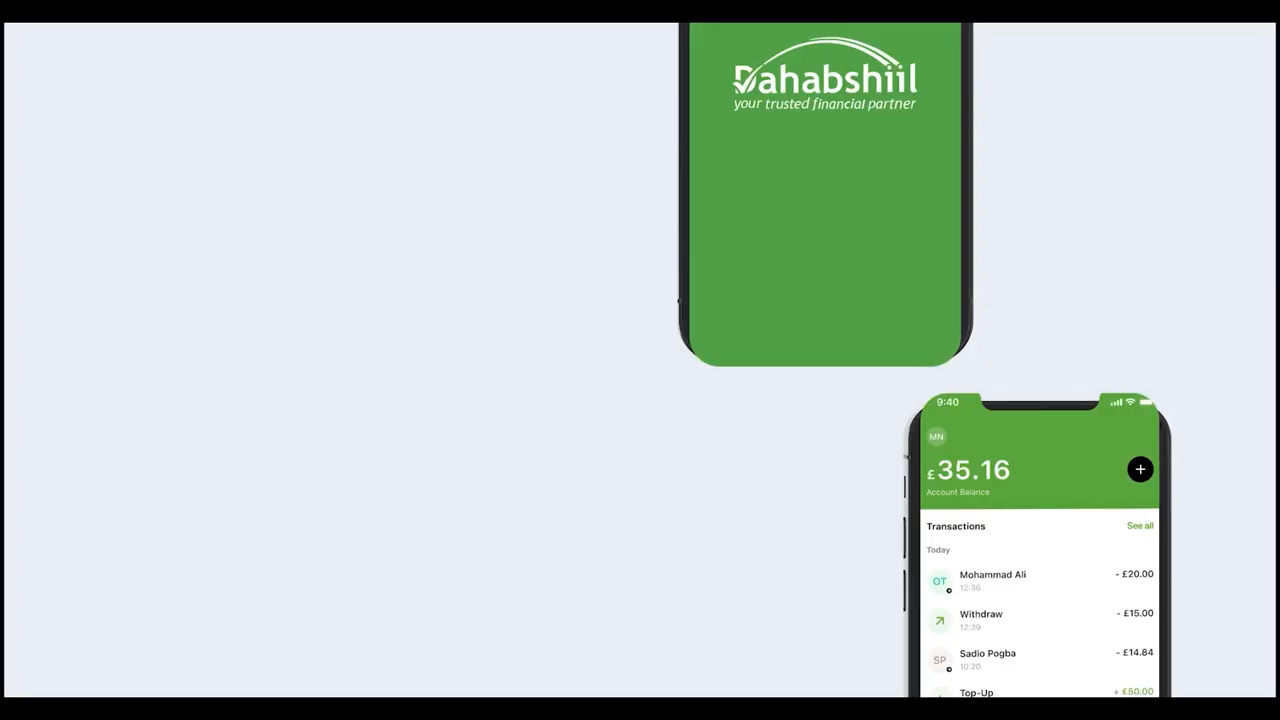 Dahabshiil
your trusted financial partner
9:40
MN
£35.16
Account Balance
Transactions See all
Today
OT Mohammad Ali - £20.00
12:36
Withdraw - £15.00
12:39
SP Sadio Pogba - £14.84
10:20
Top-Up + £50.00